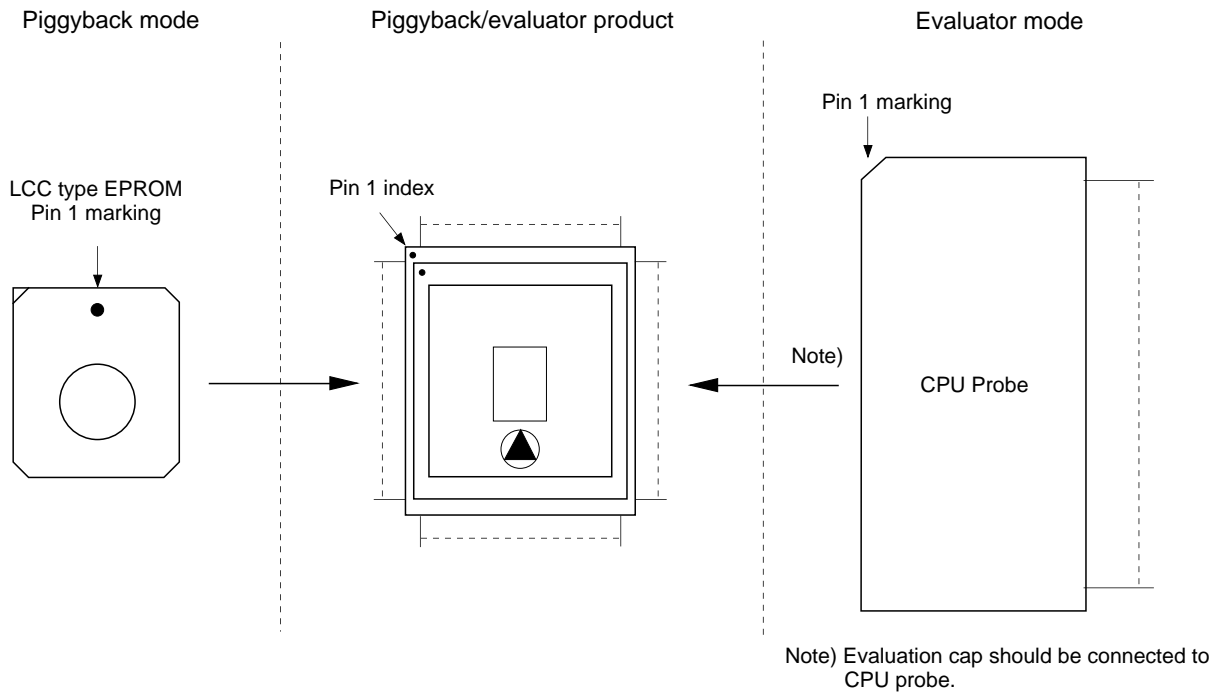 Piggyback mode
Piggyback/evaluator product
Evaluator mode
Pin 1 marking
LCC type EPROM
Pin 1 marking
Pin 1 index
Note)
CPU Probe
Note) Evaluation cap should be connected to
CPU probe.